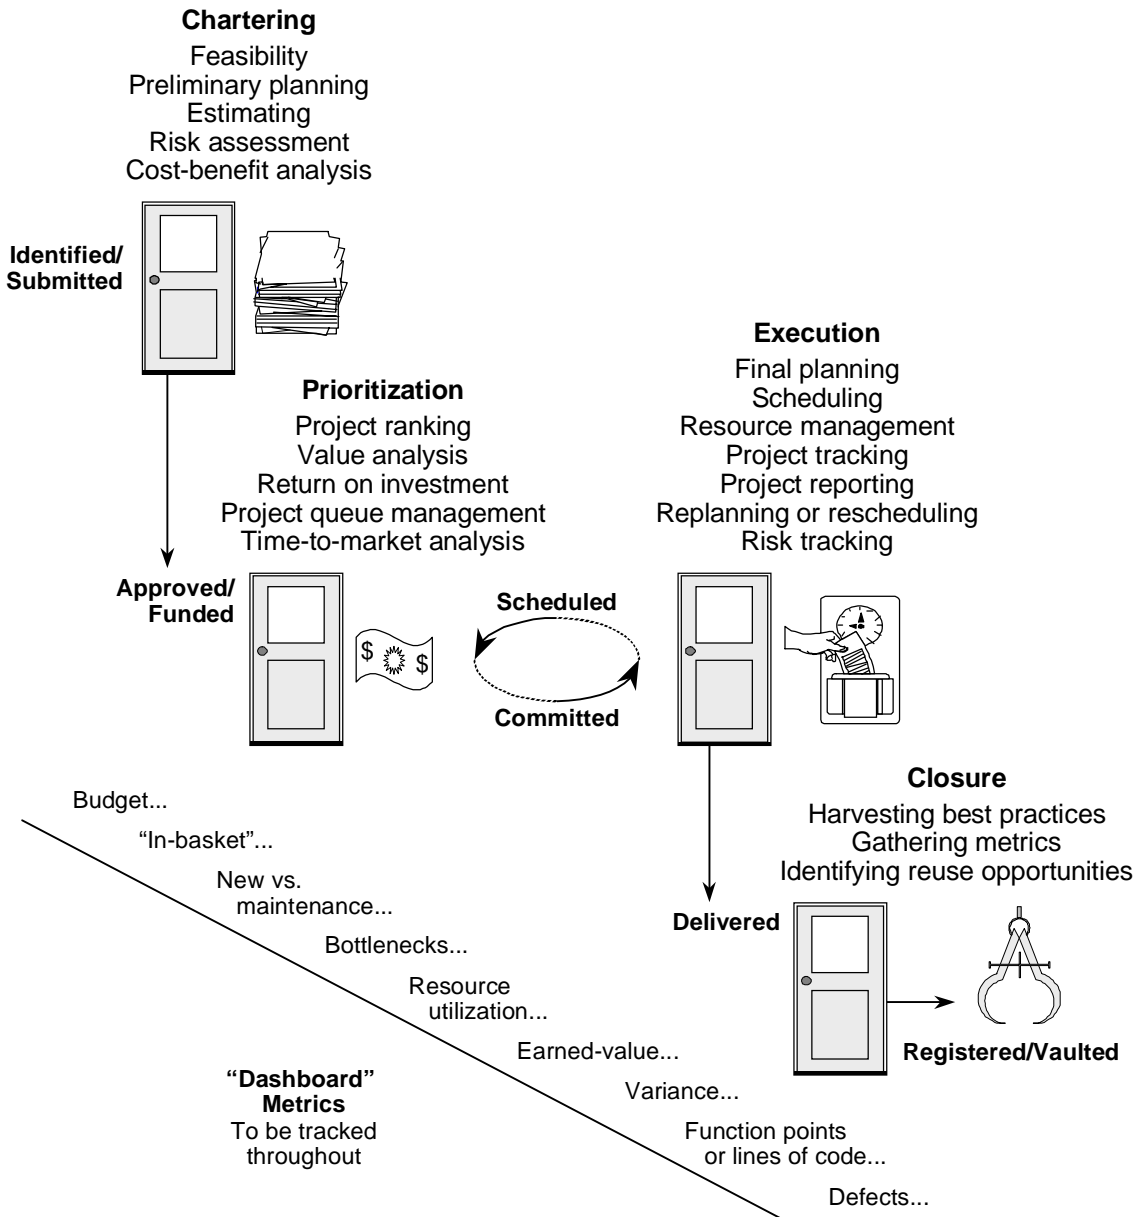 Chartering
Feasibility
Preliminary planning
Estimating
Risk assessment
Cost-benefit analysis
Identified/
Submitted
Prioritization
Project ranking
Value analysis
Return on investment
Project queue management
Time-to-market analysis
Approved/
Funded
$ $
Scheduled
Committed
Execution
Final planning
Scheduling
Resource management
Project tracking
Project reporting
Replanning or rescheduling
Risk tracking
Closure
Harvesting best practices
Gathering metrics
Identifying reuse opportunities
Delivered
Registered/Vaulted
Budget...
“In-basket”...
New vs.
maintenance...
Bottlenecks...
Resource
utilization...
Earned-value...
Variance...
Function points
or lines of code...
Defects...
“Dashboard”
Metrics
To be tracked
throughout